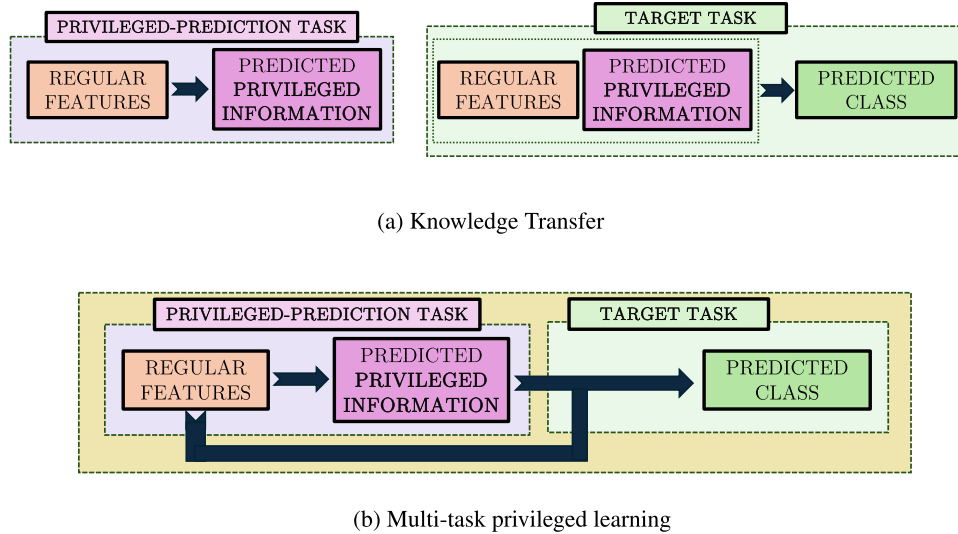 PRIVILEGED-PREDICTION TASK
REGULAR
FEATURES
PREDICTED
PRIVILEGED
INFORMATION
TARGET TASK
REGULAR
FEATURES
PREDICTED
PRIVILEGED
INFORMATION
PREDICTED
CLASS
(a) Knowledge Transfer
PRIVILEGED-PREDICTION TASK
REGULAR
FEATURES
PREDICTED
PRIVILEGED
INFORMATION
TARGET TASK
PREDICTED
CLASS
(b) Multi-task privileged learning